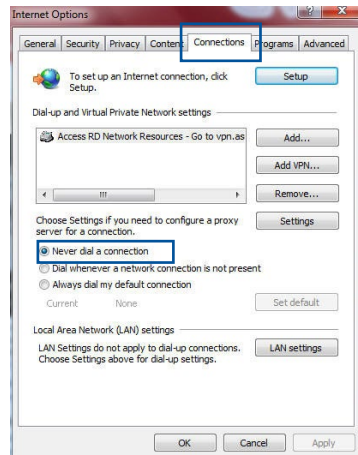 Internet Options
General Security Privacy Content Connections Programs Advanced
To set up an Internet connection, click
Setup.
Setup
Dial-up and Virtual Private Network settings
Access RD Network Resources - Go to vpn.as
Add...
Add VPN...
Remove...
Choose Settings if you need to configure a proxy
server for a connection.
Settings
Never dial a connection
Dial whenever a network connection is not present
Always dial my default connection
Current None
Set default
Local Area Network (LAN) settings
LAN Settings do not apply to dial-up connections.
Choose Settings above for dial-up settings.
LAN settings
OK Cancel Apply